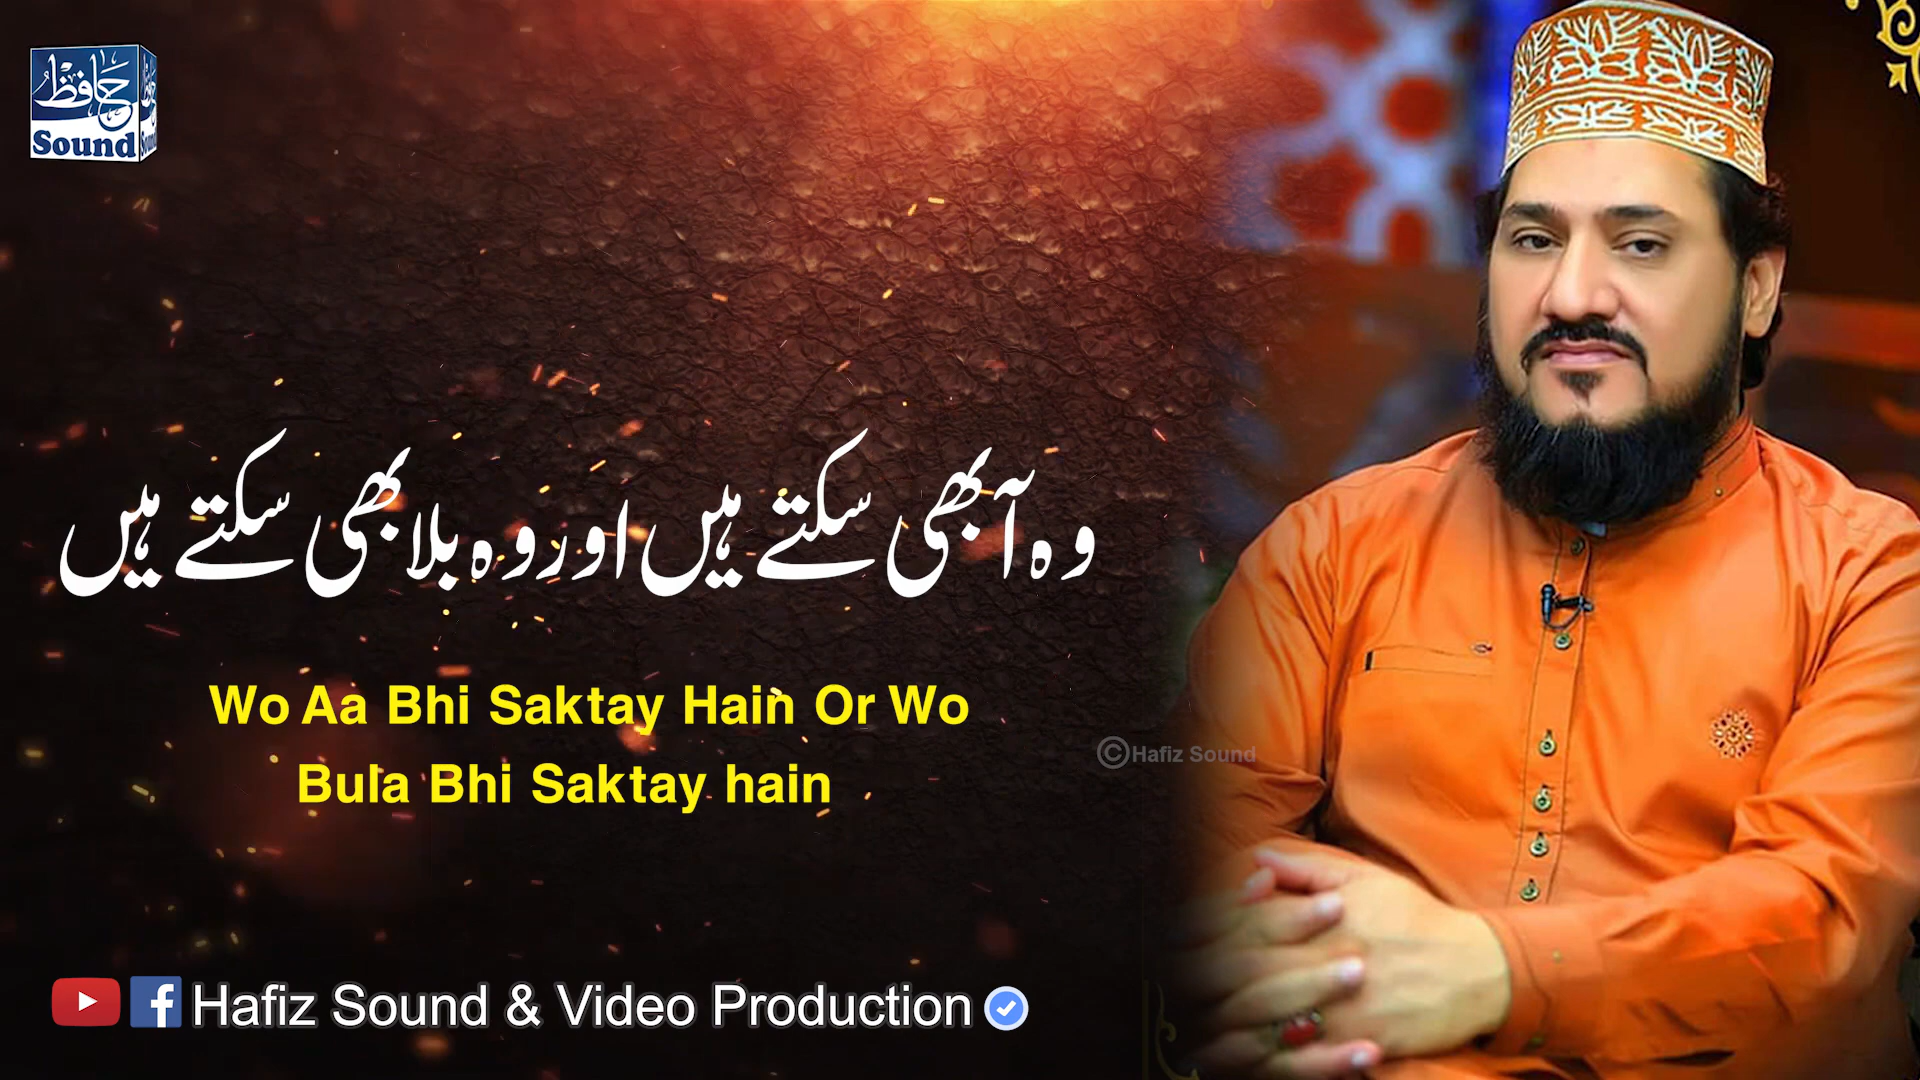 حافظ
Sound
وہ آ بھی سکتے ہیں اور وہ بلا بھی سکتے ہیں
Wo Aa Bhi Saktay Hain Or Wo
Bula Bhi Saktay hain
©Hafiz Sound
Hafiz Sound & Video Production